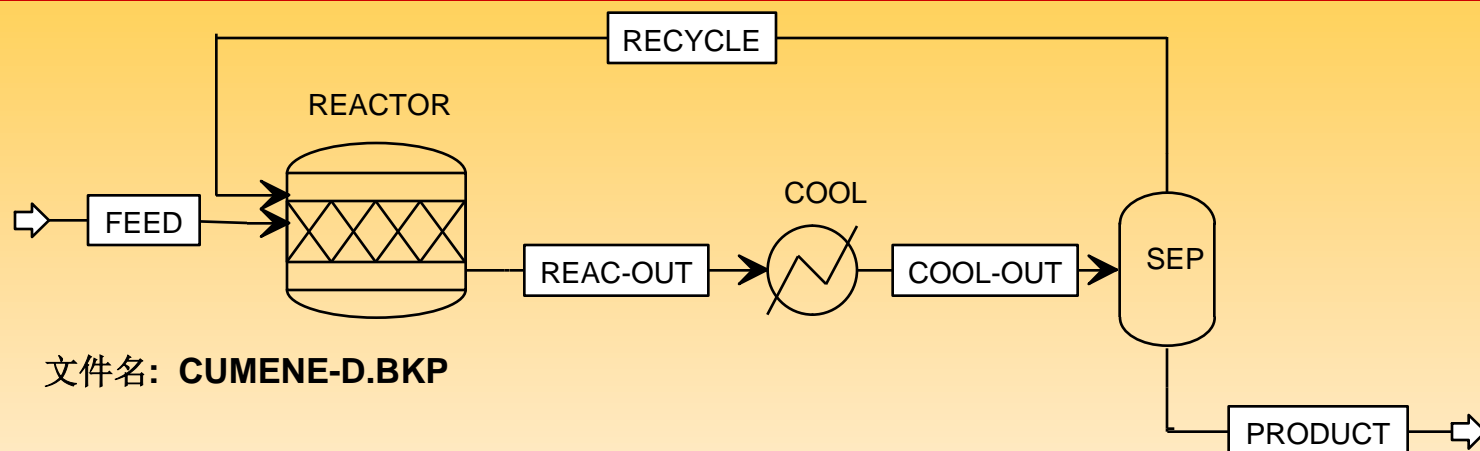 RECYCLE
REACTOR
COOL
FEED
SEP
REAC-OUT
COOL-OUT
文件名: CUMENE-D.BKP
PRODUCT